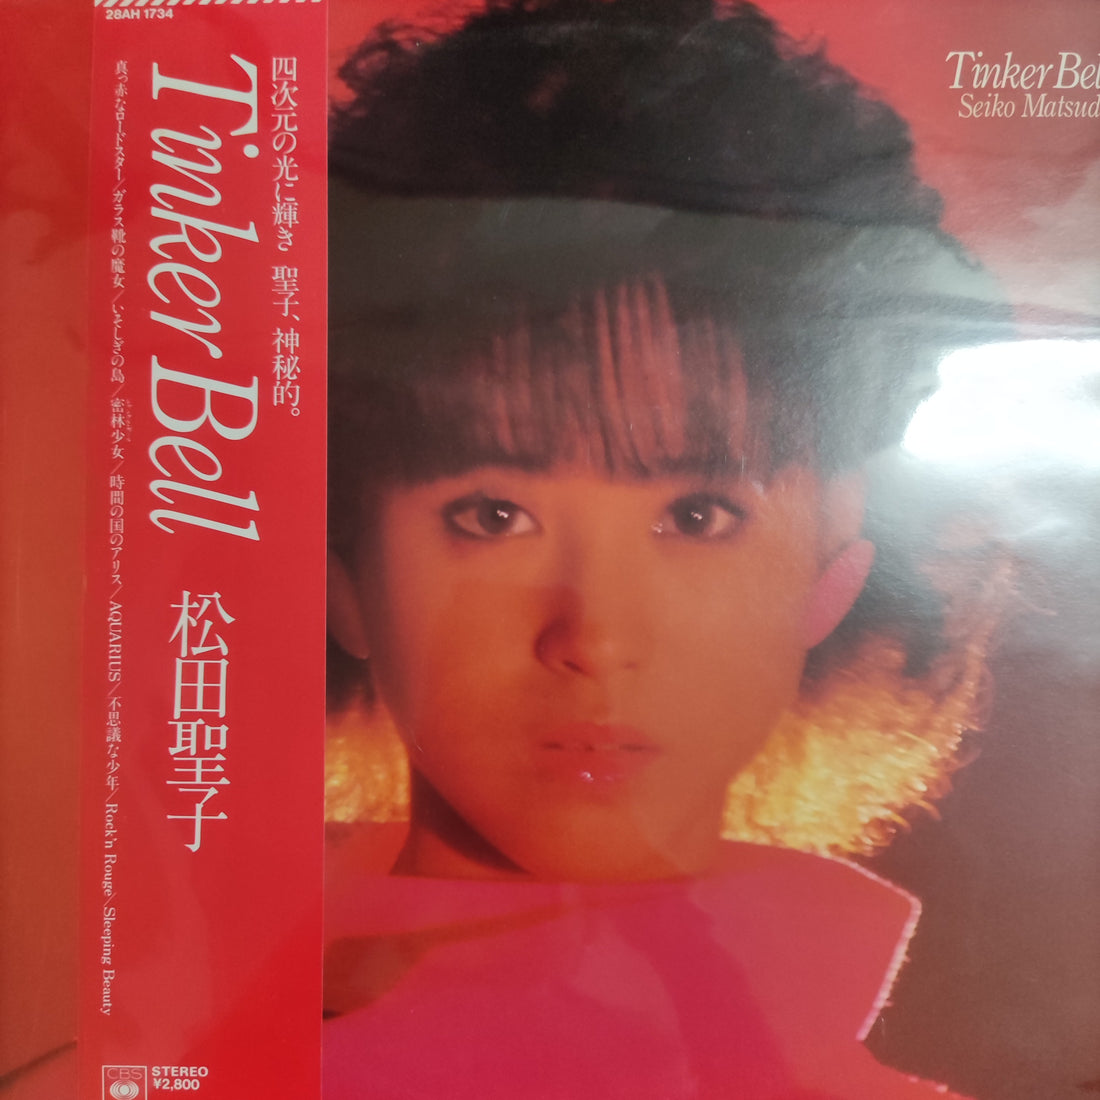 28AH 1734
Tinker Bell
Seiko Matsud
四次元の光に輝き 聖子、神秘的。
Tinker Bell 松田聖子
真っ赤なロードスター/ガラス靴の魔女/いそしぎの島/密林少女/時間の国のアリス/AQUARIUS/不思議な少年/Rock'n Rouge/Sleeping Beauty
CBS
STEREO
¥2,800